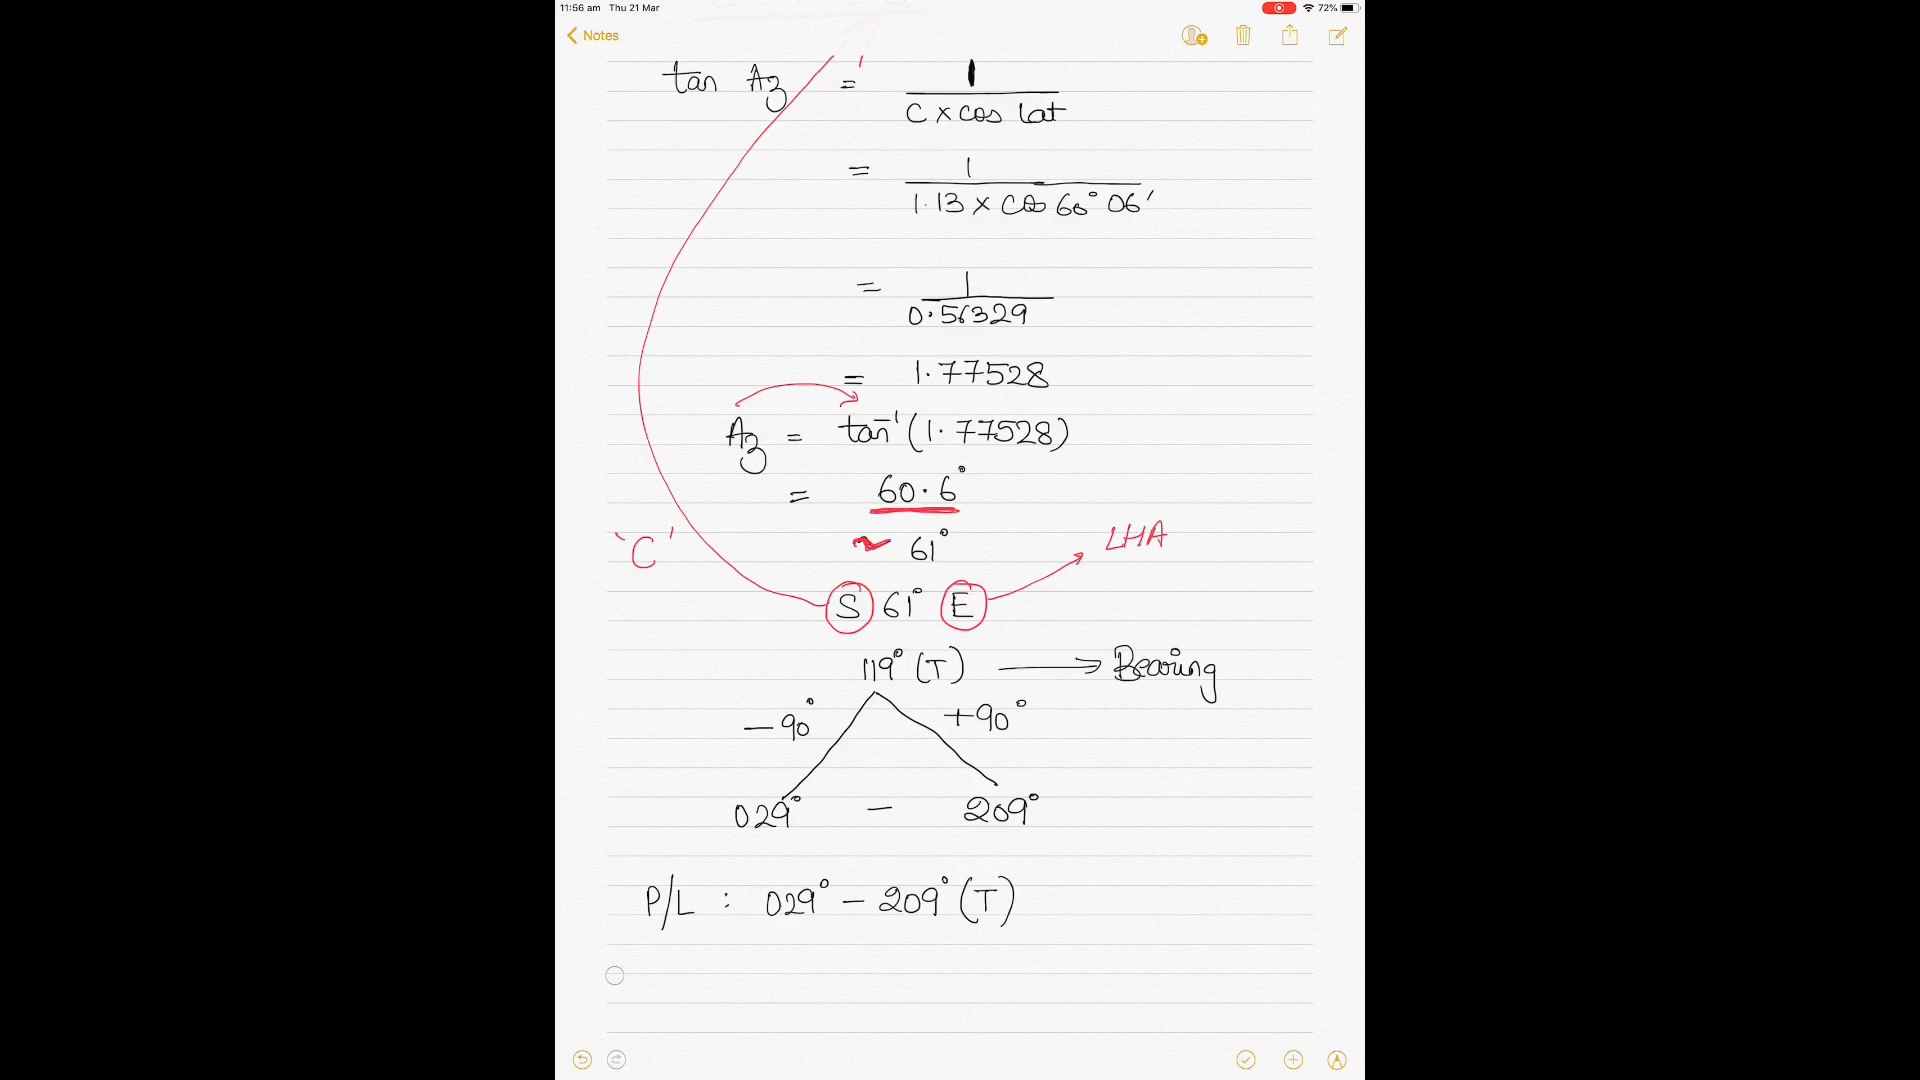 11:56 am Thu 21 Mar 72%
Notes
tan Az = 1
C x cos lat
= 1
1.13 x cos 60° 06'
= 1
0.56329
= 1.77528
Az = tan⁻¹(1.77528)
= 60.6°
~ 61°
'C' LHA
S 61° E
119° (T) → Bearing
-90° +90°
029° - 209°
P/L : 029° - 209° (T)